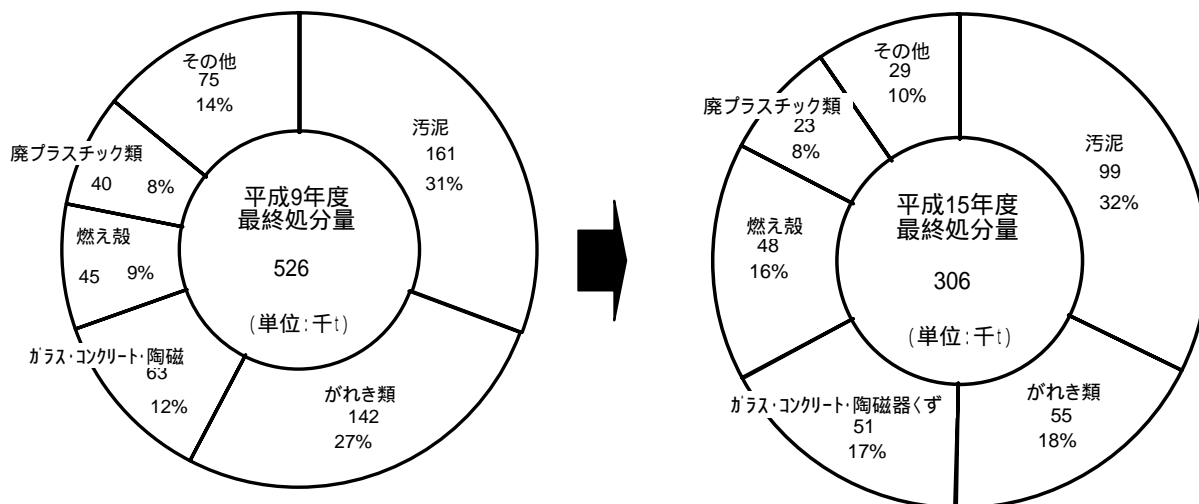 その他
75
14%
廃プラスチック類
40 8%
燃え殻
45 9%
ガラス・コンクリート・陶磁
63
12%
がれき類
142
27%
汚泥
161
31%
平成9年度
最終処分量
526
(単位:千t)
その他
29
10%
廃プラスチック類
23
8%
燃え殻
48
16%
ガラス・コンクリート・陶磁器くず
51
17%
がれき類
55
18%
汚泥
99
32%
平成15年度
最終処分量
306
(単位:千t)